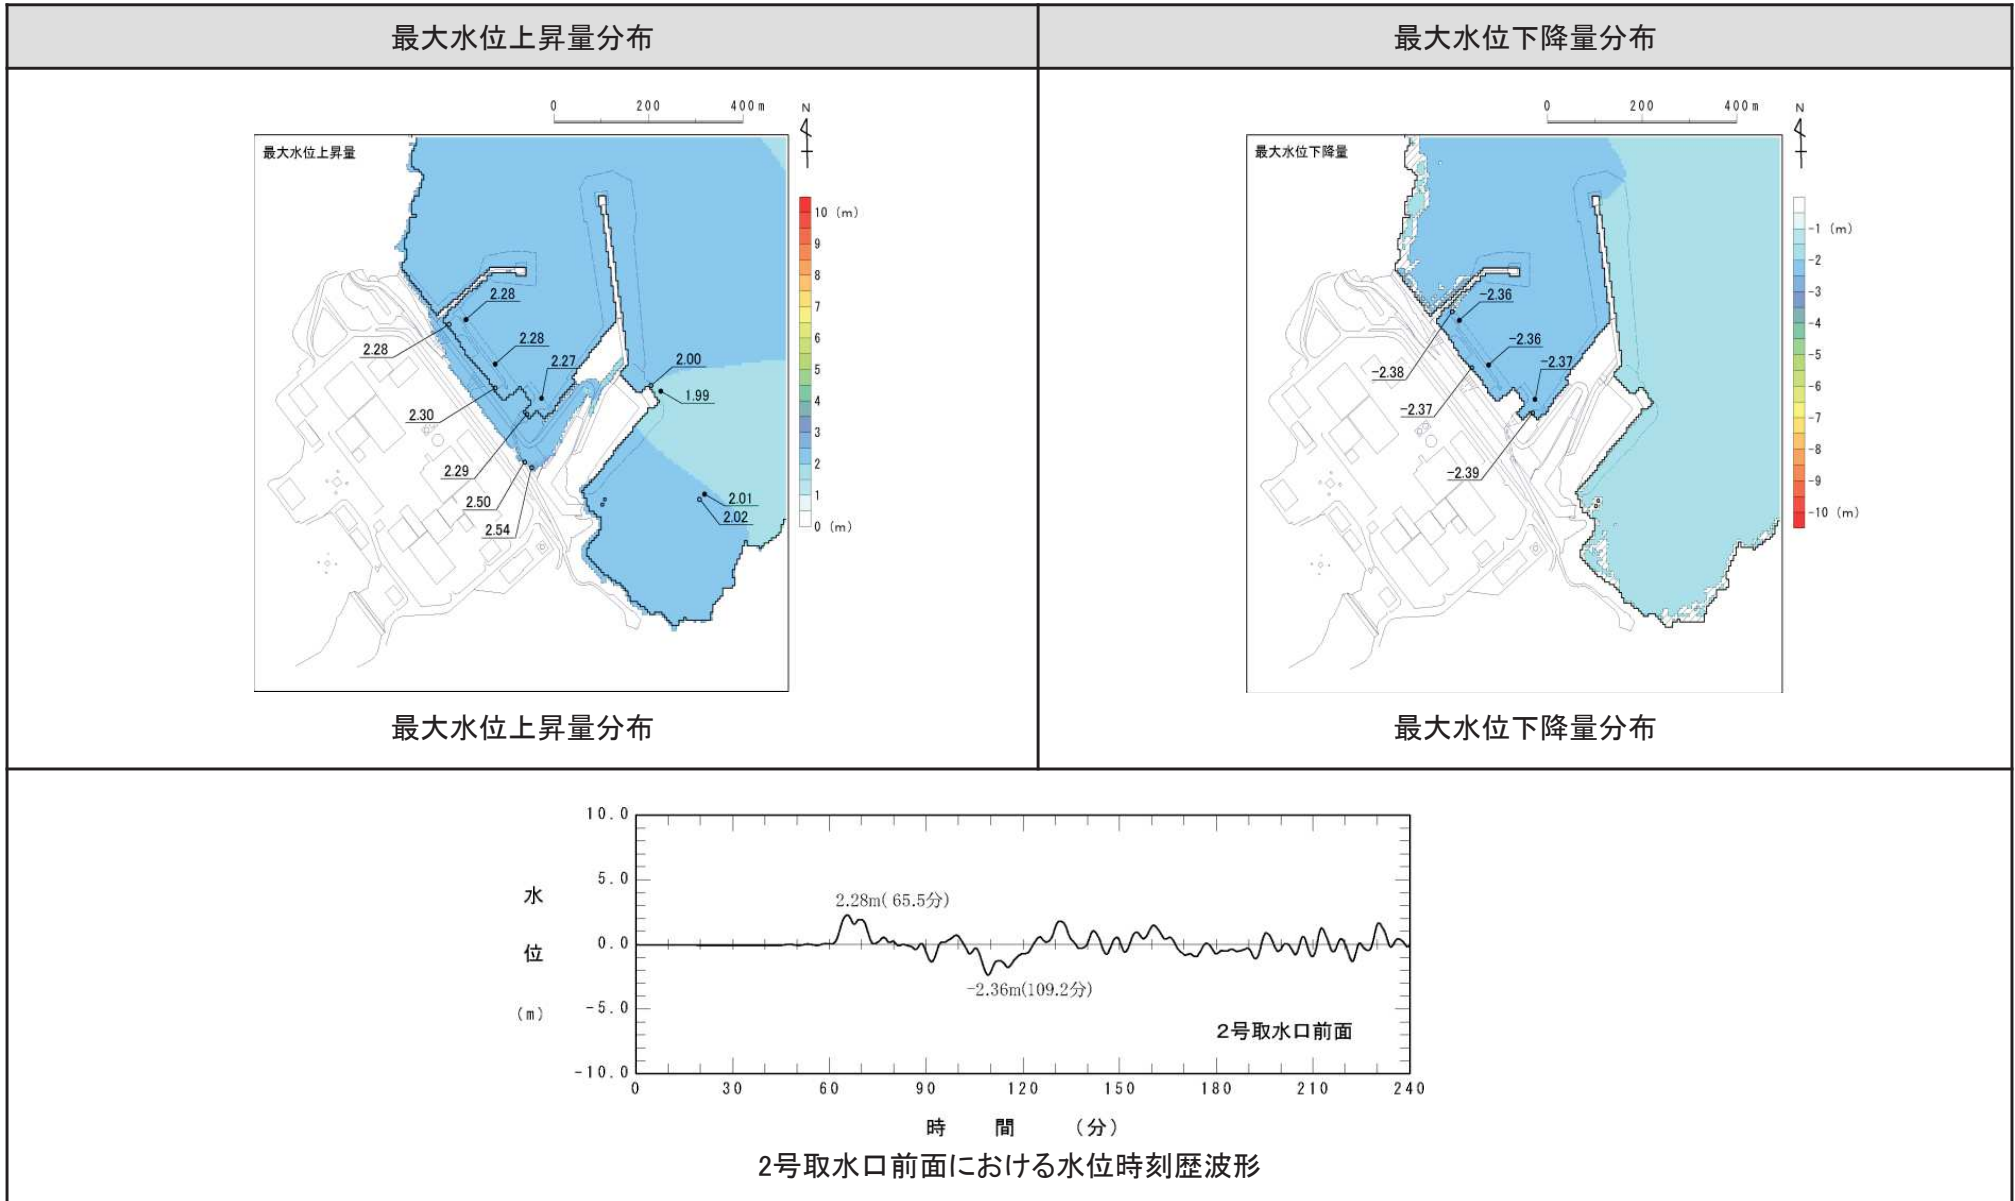 最大水位上昇量分布
最大水位下降量分布
0 200 400m N
最大水位上昇量
10 (m)
9
8
7
6
5
4
3
2
1
0 (m)
2.28
2.28
2.28
2.27
2.00
1.99
2.30
2.29
2.50
2.54
2.01
2.02
最大水位上昇量分布
0 200 400m N
最大水位下降量
-1 (m)
-2
-3
-4
-5
-6
-7
-8
-9
-10 (m)
-2.36
-2.36
-2.38
-2.37
-2.37
-2.39
最大水位下降量分布
10.0
5.0
0.0
-5.0
-10.0
水位(m)
2.28m( 65.5分)
-2.36m(109.2分)
2号取水口前面
0 30 60 90 120 150 180 210 240
時間 (分)
2号取水口前面における水位時刻歴波形